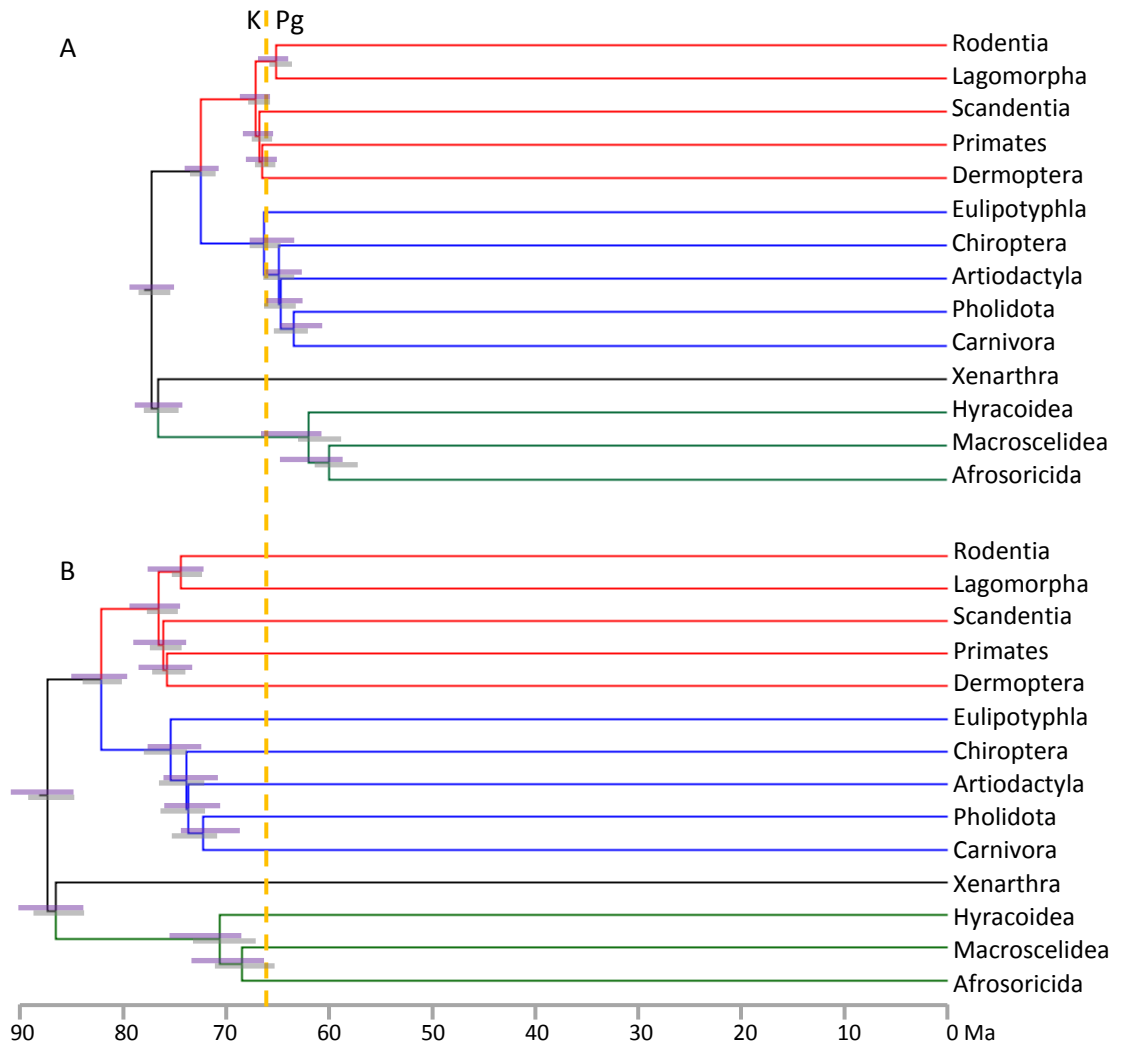 K Pg
A
Rodentia
Lagomorpha
Scandentia
Primates
Dermoptera
Eulipotyphla
Chiroptera
Artiodactyla
Pholidota
Carnivora
Xenarthra
Hyracoidea
Macroscelidea
Afrosoricida
B
Rodentia
Lagomorpha
Scandentia
Primates
Dermoptera
Eulipotyphla
Chiroptera
Artiodactyla
Pholidota
Carnivora
Xenarthra
Hyracoidea
Macroscelidea
Afrosoricida
90 80 70 60 50 40 30 20 10 0 Ma